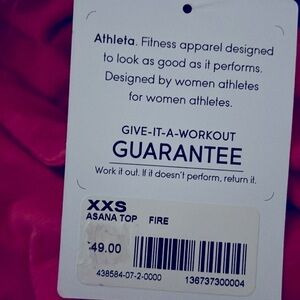 Athleta. Fitness apparel designed
to look as good as it performs.
Designed by women athletes
for women athletes.
GIVE-IT-A-WORKOUT
GUARANTEE
Work it out. If it doesn't perform, return it.
XXS
ASANA TOP FIRE
49.00
438584-07-2-0000
136737300004